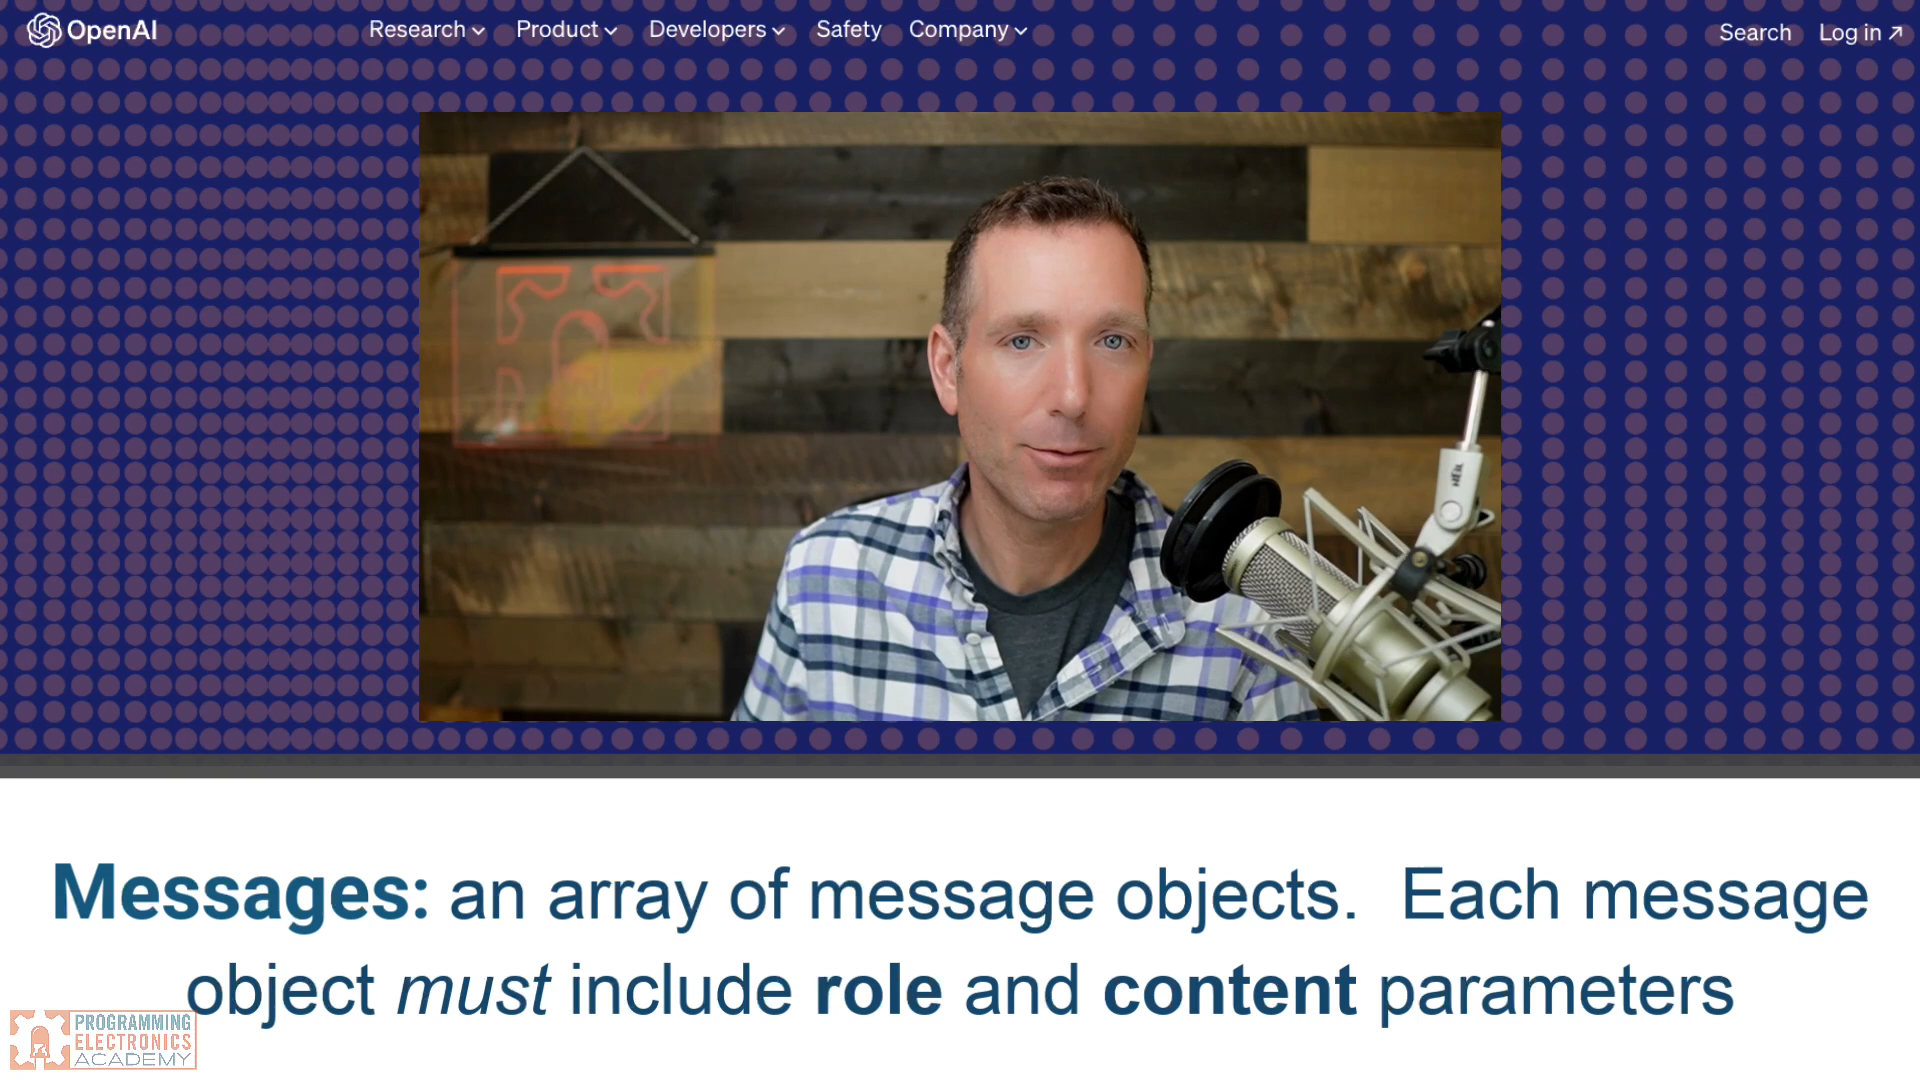 OpenAI Research Product Developers Safety Company Search Log in
HEIL
Messages: an array of message objects. Each message
object must include role and content parameters
PROGRAMMING
ELECTRONICS
ACADEMY